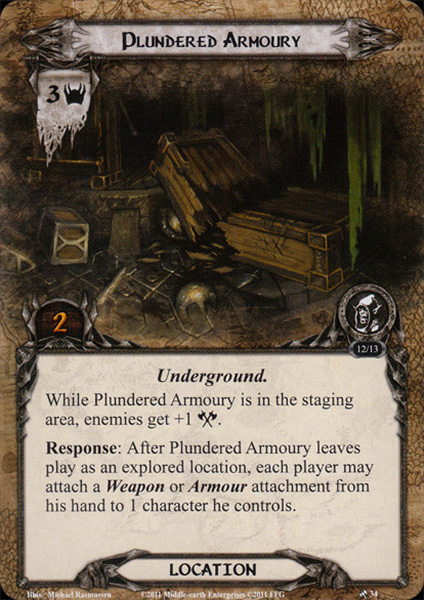 PLUNDERED ARMOURY
3
2
12/13
Underground.
While Plundered Armoury is in the staging
area, enemies get +1 .
Response: After Plundered Armoury leaves
play as an explored location, each player may
attach a Weapon or Armour attachment from
his hand to 1 character he controls.
LOCATION
Illus. Michael Rasmussen ©2011 Middle-earth Enterprises ©2011 FFG 34